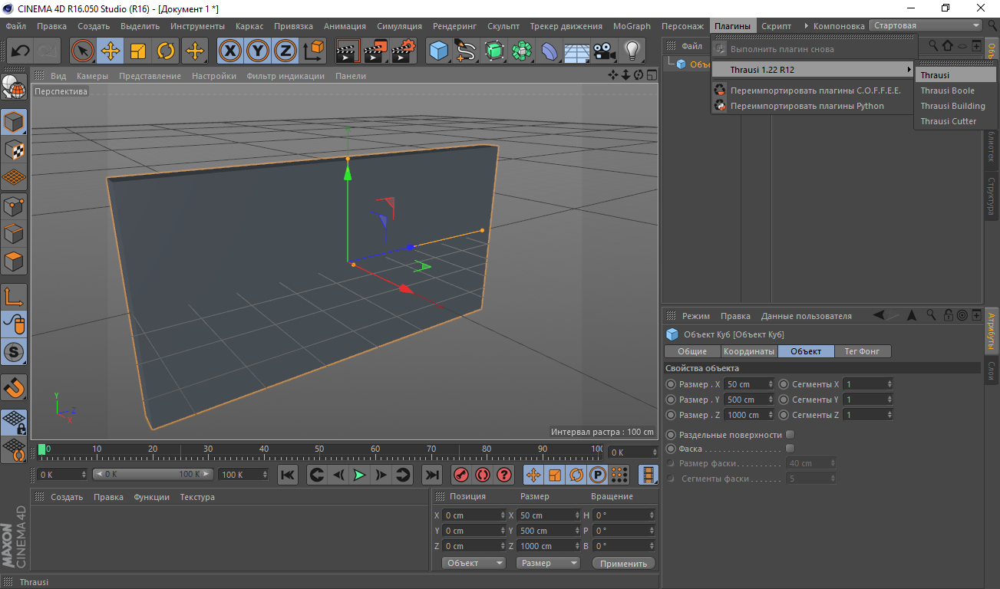 CINEMA 4D R16.050 Studio (R16) - [Документ 1 *]
Файл Правка Создать Выделить Инструменты Каркас Привязка Анимация Симуляция Рендеринг Скульпт Трекер движения MoGraph Персонаж Плагины Скрипт Компоновка Стартовая
X Y Z
Файл
Выполнить плагин снова
Thrausi 1.22 R12
Переимпортировать плагины C.O.F.F.E.E.
Переимпортировать плагины Python
Thrausi
Thrausi Boole
Thrausi Building
Thrausi Cutter
Структура
Вид Камеры Представление Настройки Фильтр индикации Панели
Перспектива
Y
Z
X
Интервал растра : 100 cm
S
Режим Правка Данные пользователя
Объект Куб [Объект Куб]
Общие Координаты Объект Тег Фонг
Свойства объекта
Размер . X 50 cm Сегменты X 1
Размер . Y 500 cm Сегменты Y 1
Размер . Z 1000 cm Сегменты Z 1
Раздельные поверхности
Фаска . . . . . . . . . . . . . . . . .
Размер фаски. . . . . . . . . . 40 cm
Сегменты фаски . . . . . . . 5
Атрибуты
Слои
0 10 20 30 40 50 60 70 80 90 0 K
0 K 0 K 100 K 100 K ? P
Создать Правка Функции Текстура
Позиция Размер Вращение
X 0 cm X 50 cm H 0 °
Y 0 cm Y 500 cm P 0 °
Z 0 cm Z 1000 cm B 0 °
Объект Размер Применить
MAXON
CINEMA 4D
Thrausi